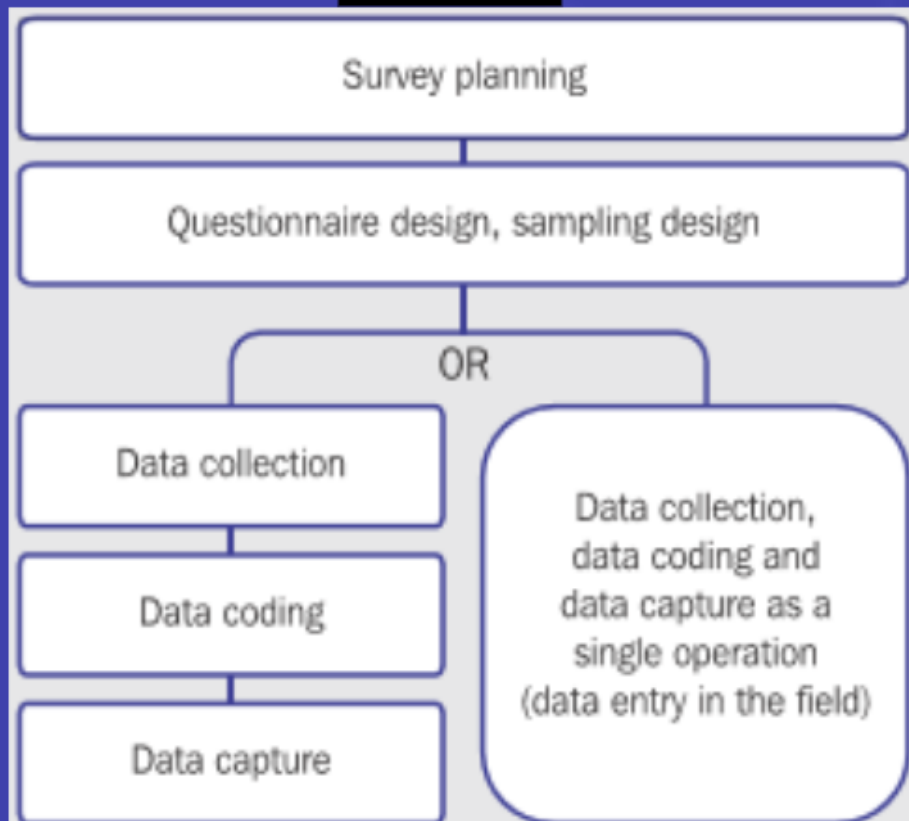 Survey planning
Questionnaire design, sampling design
OR
Data collection
Data coding
Data capture
Data collection,
data coding and
data capture as a
single operation
(data entry in the field)